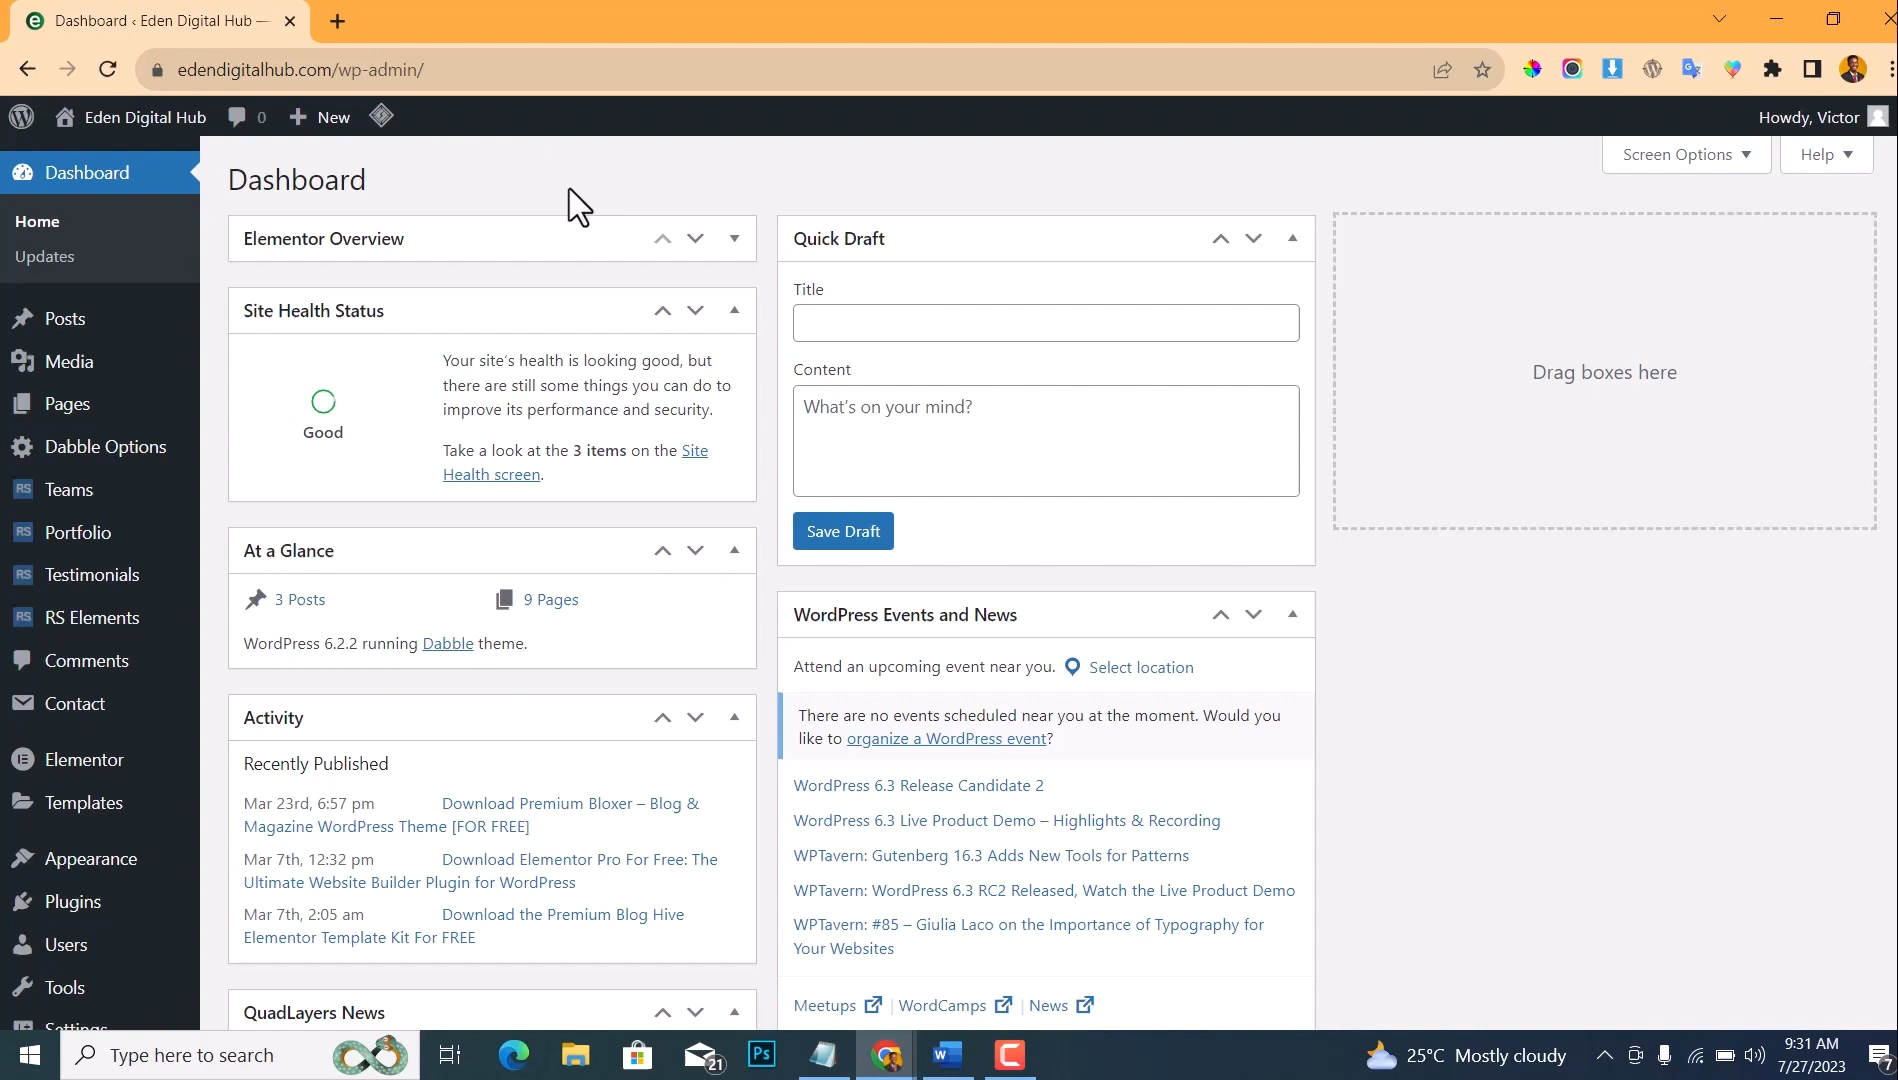 Dashboard ‹ Eden Digital Hub —
edendigitalhub.com/wp-admin/
Eden Digital Hub
0
New
Howdy, Victor
Dashboard
Home
Updates
Posts
Media
Pages
Dabble Options
RS Teams
RS Portfolio
RS Testimonials
RS RS Elements
Comments
Contact
Elementor
Templates
Appearance
Plugins
Users
Tools
Settings
Screen Options
Help
Dashboard
Elementor Overview
Site Health Status
Good
Your site's health is looking good, but
there are still some things you can do to
improve its performance and security.
Take a look at the 3 items on the Site
Health screen.
At a Glance
3 Posts
9 Pages
WordPress 6.2.2 running Dabble theme.
Activity
Recently Published
Mar 23rd, 6:57 pm Download Premium Bloxer – Blog &
Magazine WordPress Theme [FOR FREE]
Mar 7th, 12:32 pm Download Elementor Pro For Free: The
Ultimate Website Builder Plugin for WordPress
Mar 7th, 2:05 am Download the Premium Blog Hive
Elementor Template Kit For FREE
QuadLayers News
Quick Draft
Title
Content
What's on your mind?
Save Draft
WordPress Events and News
Attend an upcoming event near you. Select location
There are no events scheduled near you at the moment. Would you
like to organize a WordPress event?
WordPress 6.3 Release Candidate 2
WordPress 6.3 Live Product Demo – Highlights & Recording
WPTavern: Gutenberg 16.3 Adds New Tools for Patterns
WPTavern: WordPress 6.3 RC2 Released, Watch the Live Product Demo
WPTavern: #85 – Giulia Laco on the Importance of Typography for
Your Websites
Meetups | WordCamps | News
Drag boxes here
Type here to search
21
Ps
25°C Mostly cloudy
9:31 AM
7/27/2023
7